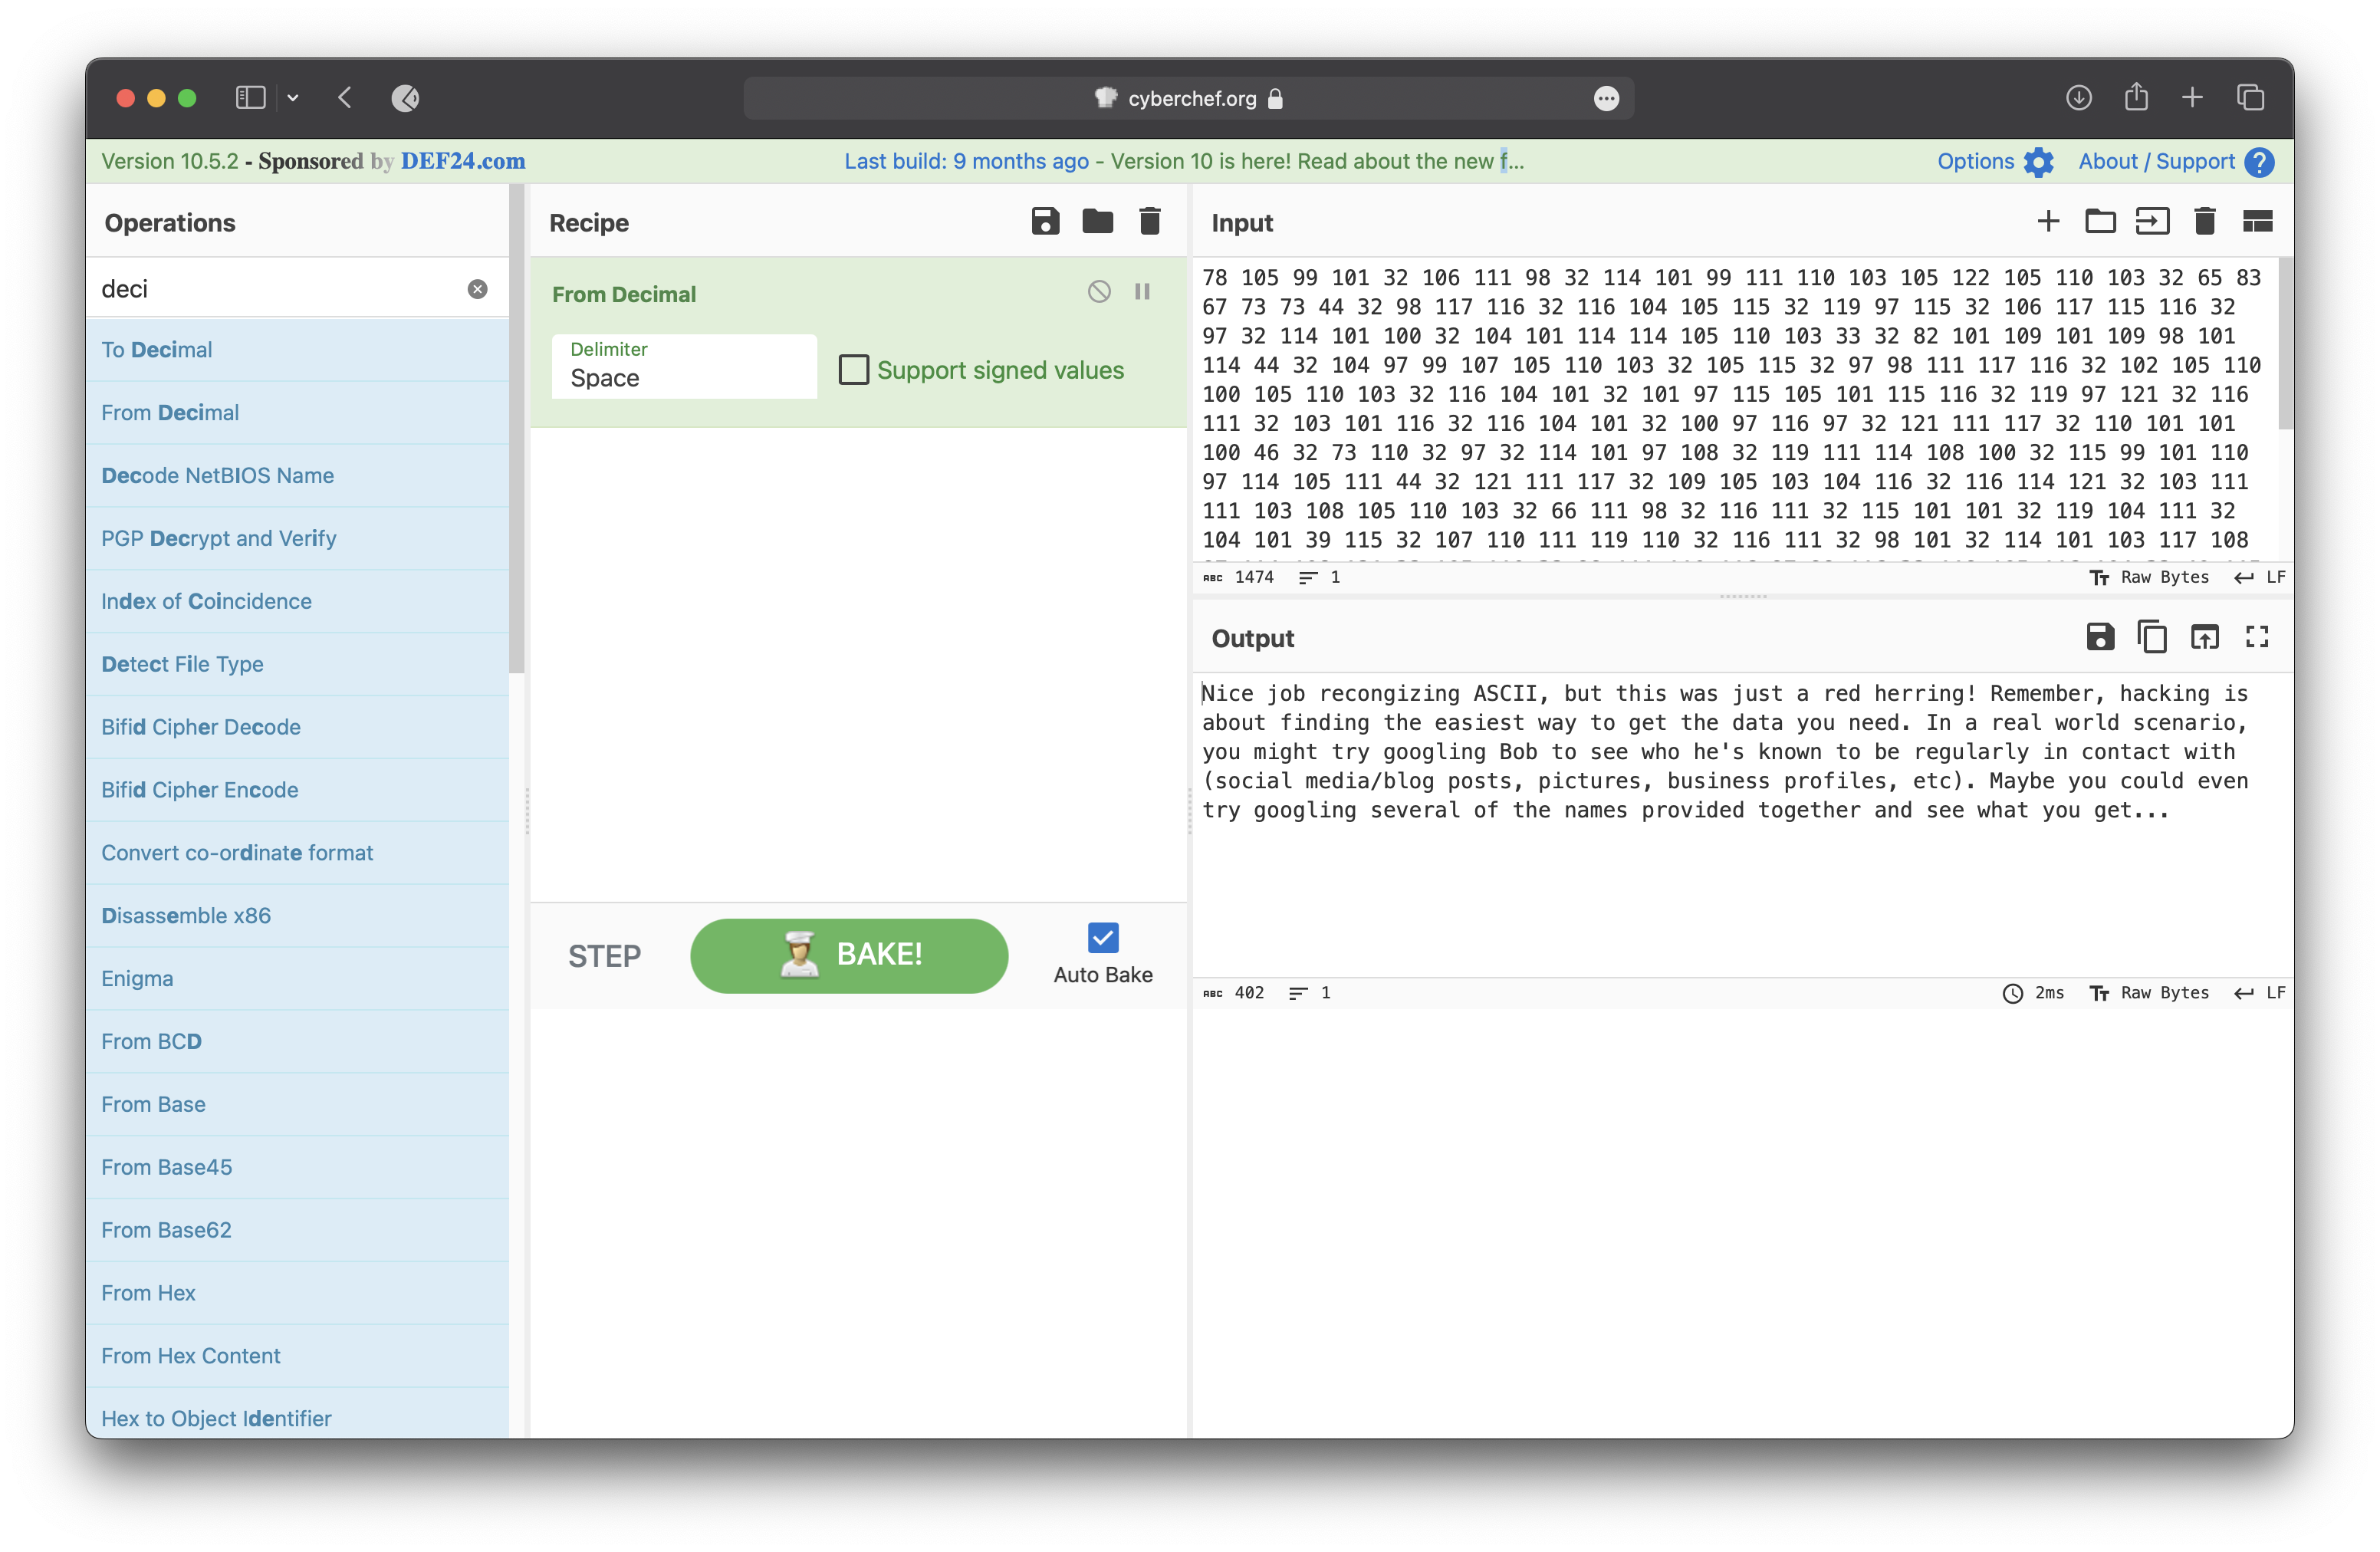 cyberchef.org
Version 10.5.2 - Sponsored by DEF24.com
Last build: 9 months ago - Version 10 is here! Read about the new f...
Options
About / Support
Operations
deci
To Decimal
From Decimal
Decode NetBIOS Name
PGP Decrypt and Verify
Index of Coincidence
Detect File Type
Bifid Cipher Decode
Bifid Cipher Encode
Convert co-ordinate format
Disassemble x86
Enigma
From BCD
From Base
From Base45
From Base62
From Hex
From Hex Content
Hex to Object Identifier
Recipe
From Decimal
Delimiter
Space
Support signed values
STEP
BAKE!
Auto Bake
Input
78 105 99 101 32 106 111 98 32 114 101 99 111 110 103 105 122 105 110 103 32 65 83
67 73 73 44 32 98 117 116 32 116 104 105 115 32 119 97 115 32 106 117 115 116 32
97 32 114 101 100 32 104 101 114 114 105 110 103 33 32 82 101 109 101 109 98 101
114 44 32 104 97 99 107 105 110 103 32 105 115 32 97 98 111 117 116 32 102 105 110
100 105 110 103 32 116 104 101 32 101 97 115 105 101 115 116 32 119 97 121 32 116
111 32 103 101 116 32 116 104 101 32 100 97 116 97 32 121 111 117 32 110 101 101
100 46 32 73 110 32 97 32 114 101 97 108 32 119 111 114 108 100 32 115 99 101 110
97 114 105 111 44 32 121 111 117 32 109 105 103 104 116 32 116 114 121 32 103 111
111 103 108 105 110 103 32 66 111 98 32 116 111 32 115 101 101 32 119 104 111 32
104 101 39 115 32 107 110 111 119 110 32 116 111 32 98 101 32 114 101 103 117 108
ABC 1474 1
Raw Bytes LF
Output
Nice job recongizing ASCII, but this was just a red herring! Remember, hacking is
about finding the easiest way to get the data you need. In a real world scenario,
you might try googling Bob to see who he's known to be regularly in contact with
(social media/blog posts, pictures, business profiles, etc). Maybe you could even
try googling several of the names provided together and see what you get...
ABC 402 1
2ms Raw Bytes LF